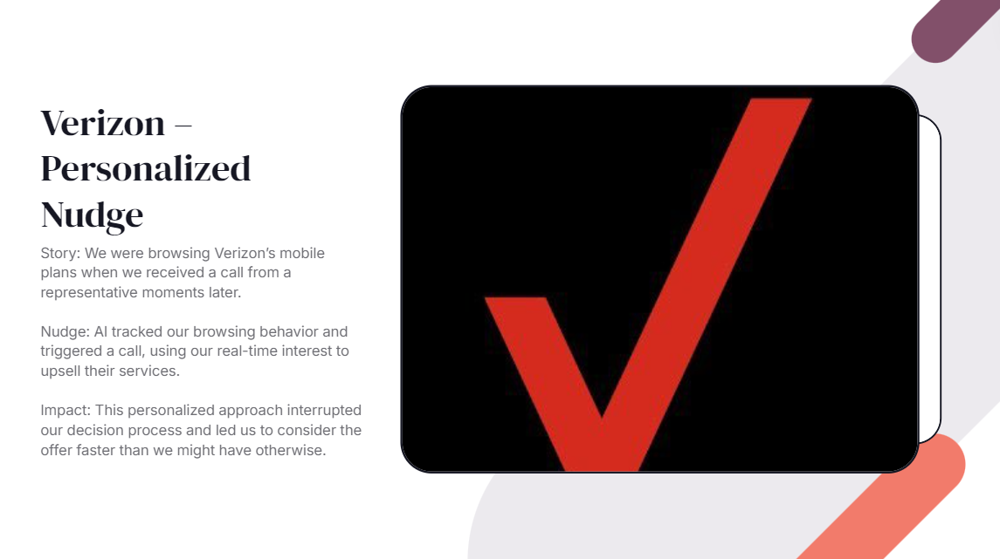 Verizon –
Personalized
Nudge
Story: We were browsing Verizon’s mobile
plans when we received a call from a
representative moments later.
Nudge: AI tracked our browsing behavior and
triggered a call, using our real-time interest to
upsell their services.
Impact: This personalized approach interrupted
our decision process and led us to consider the
offer faster than we might have otherwise.